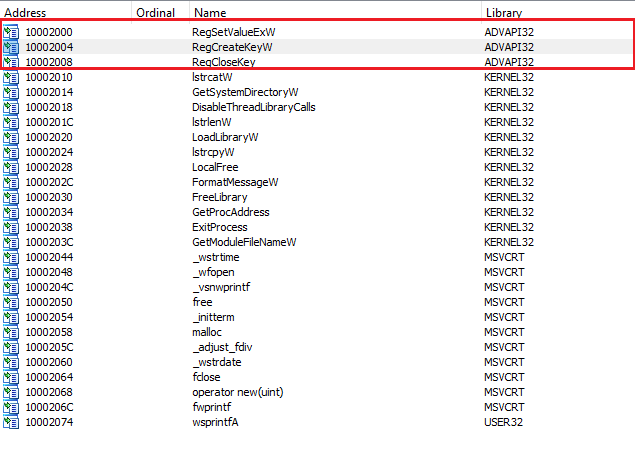 Address Ordinal Name Library
10002000 RegSetValueExW ADVAPI32
10002004 RegCreateKeyW ADVAPI32
10002008 RegCloseKey ADVAPI32
10002010 lstrcatW KERNEL32
10002014 GetSystemDirectoryW KERNEL32
10002018 DisableThreadLibraryCalls KERNEL32
1000201C lstrlenW KERNEL32
10002020 LoadLibraryW KERNEL32
10002024 lstrcpyW KERNEL32
10002028 LocalFree KERNEL32
1000202C FormatMessageW KERNEL32
10002030 FreeLibrary KERNEL32
10002034 GetProcAddress KERNEL32
10002038 ExitProcess KERNEL32
1000203C GetModuleFileNameW KERNEL32
10002044 _wstrtime MSVCRT
10002048 _wfopen MSVCRT
1000204C _vsnwprintf MSVCRT
10002050 free MSVCRT
10002054 _initterm MSVCRT
10002058 malloc MSVCRT
1000205C _adjust_fdiv MSVCRT
10002060 _wstrdate MSVCRT
10002064 fclose MSVCRT
10002068 operator new(uint) MSVCRT
1000206C fwprintf MSVCRT
10002074 wsprintfA USER32